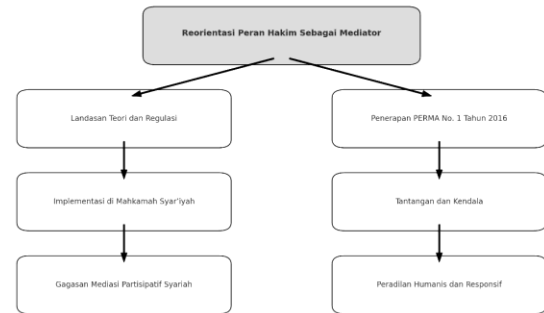 Reorientasi Peran Hakim Sebagai Mediator
Landasan Teori dan Regulasi
Penerapan PERMA No. 1 Tahun 2016
Implementasi di Mahkamah Syar'iyah
Tantangan dan Kendala
Gagasan Mediasi Partisipatif Syariah
Peradilan Humanis dan Responsif